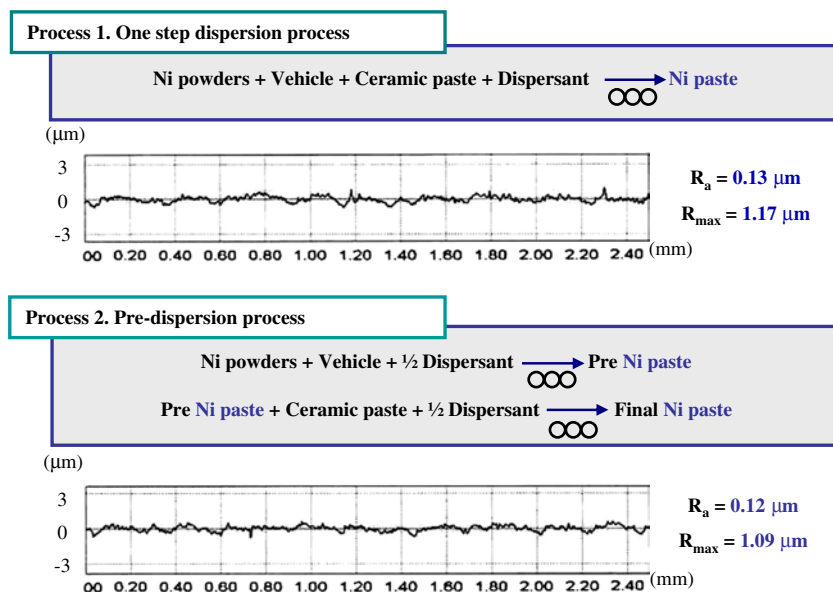 Process 1. One step dispersion process
Ni powders + Vehicle + Ceramic paste + Dispersant Ni paste
(μm)
3
0
-3
00 0.20 0.40 0.60 0.80 1.00 1.20 1.40 1.60 1.80 2.00 2.20 2.40 (mm)
Ra = 0.13 μm
Rmax = 1.17 μm
Process 2. Pre-dispersion process
Ni powders + Vehicle + ½ Dispersant Pre Ni paste
Pre Ni paste + Ceramic paste + ½ Dispersant Final Ni paste
(μm)
3
0
-3
00 0.20 0.40 0.60 0.80 1.00 1.20 1.40 1.60 1.80 2.00 2.20 2.40 (mm)
Ra = 0.12 μm
Rmax = 1.09 μm